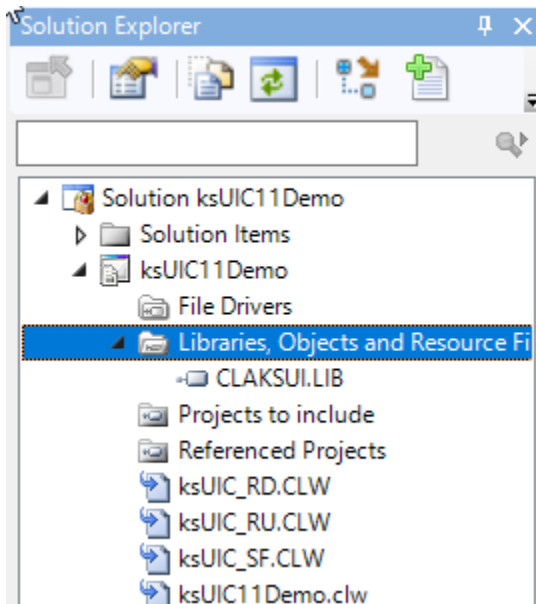 Solution Explorer
Solution ksUIC11Demo
Solution Items
ksUIC11Demo
File Drivers
Libraries, Objects and Resource Fi
CLAKSUI.LIB
Projects to include
Referenced Projects
ksUIC_RD.CLW
ksUIC_RU.CLW
ksUIC_SF.CLW
ksUIC11Demo.clw